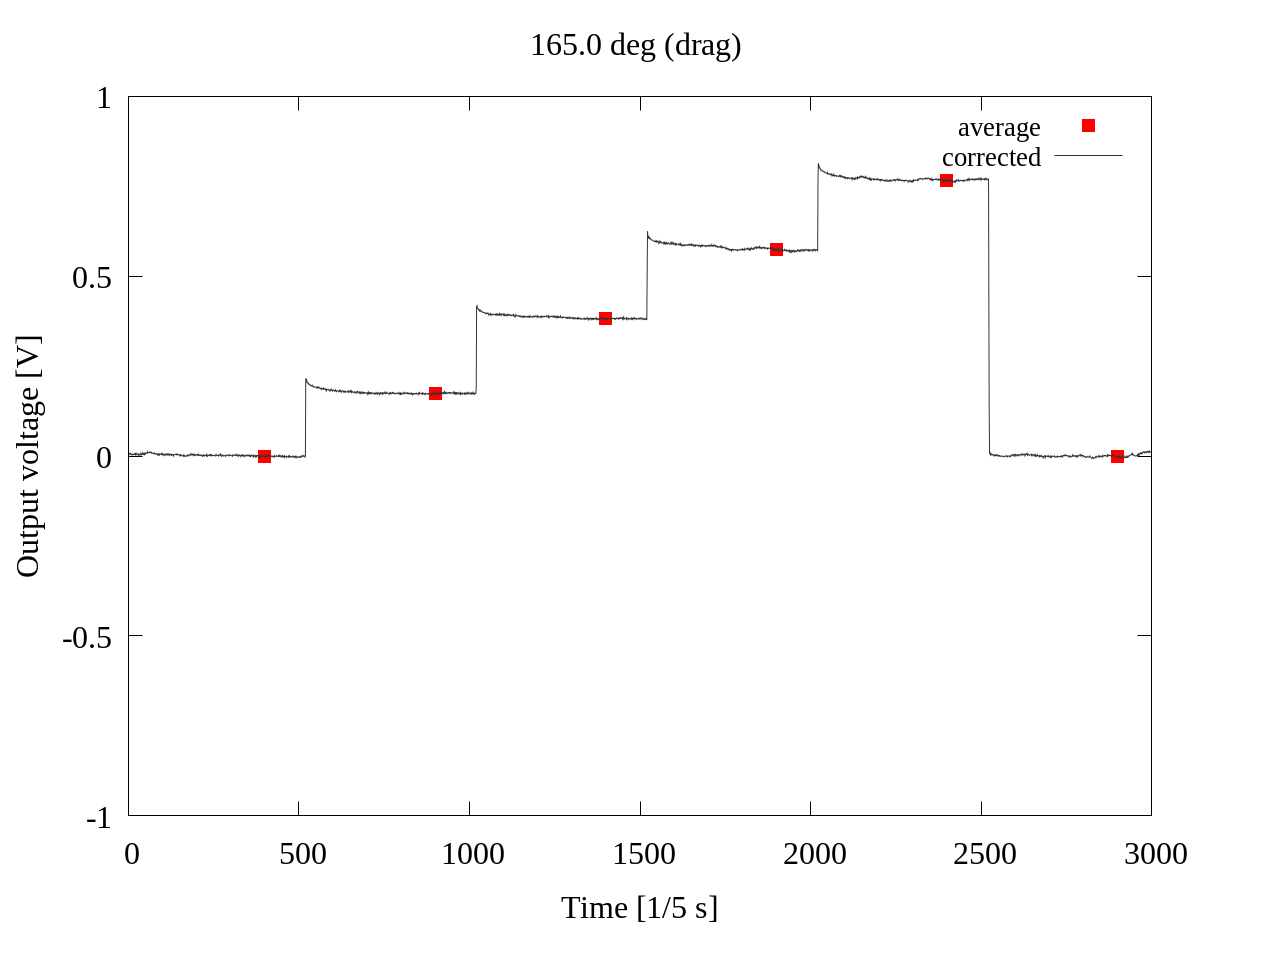 165.0 deg (drag)
average
corrected
1
0.5
0
-0.5
-1
Output voltage [V]
0 500 1000 1500 2000 2500 3000
Time [1/5 s]